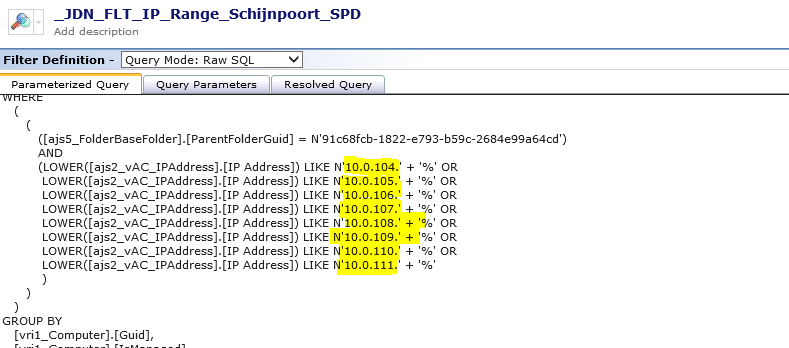 _JDN_FLT_IP_Range_Schijnpoort_SPD
Add description
Filter Definition - Query Mode: Raw SQL
Parameterized Query Query Parameters Resolved Query
WHERE
(
(
([ajs5_FolderBaseFolder].[ParentFolderGuid] = N'91c68fcb-1822-e793-b59c-2684e99a64cd')
AND
(LOWER([ajs2_vAC_IPAddress].[IP Address]) LIKE N'10.0.104.' + '%' OR
LOWER([ajs2_vAC_IPAddress].[IP Address]) LIKE N'10.0.105.' + '%' OR
LOWER([ajs2_vAC_IPAddress].[IP Address]) LIKE N'10.0.106.' + '%' OR
LOWER([ajs2_vAC_IPAddress].[IP Address]) LIKE N'10.0.107.' + '%' OR
LOWER([ajs2_vAC_IPAddress].[IP Address]) LIKE N'10.0.108.' + '%' OR
LOWER([ajs2_vAC_IPAddress].[IP Address]) LIKE N'10.0.109.' + '%' OR
LOWER([ajs2_vAC_IPAddress].[IP Address]) LIKE N'10.0.110.' + '%' OR
LOWER([ajs2_vAC_IPAddress].[IP Address]) LIKE N'10.0.111.' + '%'
)
)
)
GROUP BY
[vri1_Computer].[Guid],
[vri1_Computer].[IsManaged]